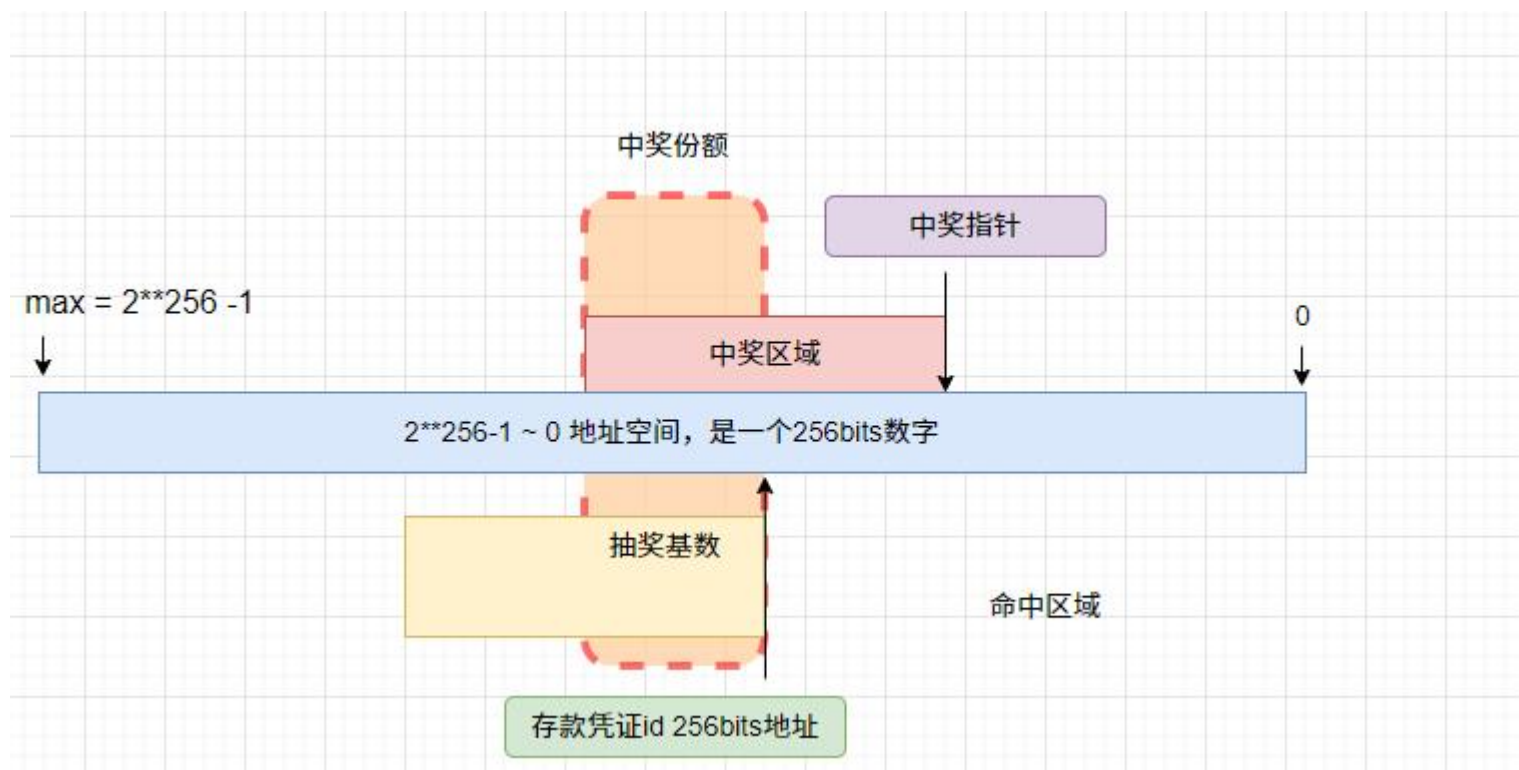 中奖份额
中奖指针
max = 2**256 -1
0
中奖区域
2**256-1 ~ 0 地址空间，是一个256bits数字
抽奖基数
命中区域
存款凭证id 256bits地址